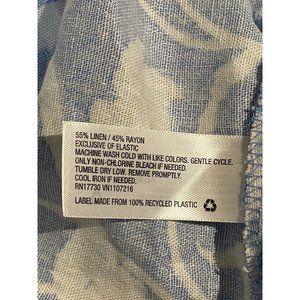 55% LINEN / 45% RAYON
EXCLUSIVE OF ELASTIC
MACHINE WASH COLD WITH LIKE COLORS. GENTLE CYCLE.
ONLY NON-CHLORINE BLEACH IF NEEDED.
TUMBLE DRY LOW. REMOVE PROMPTLY.
COOL IRON IF NEEDED.
RN17730 VN1107216
LABEL MADE FROM 100% RECYCLED PLASTIC